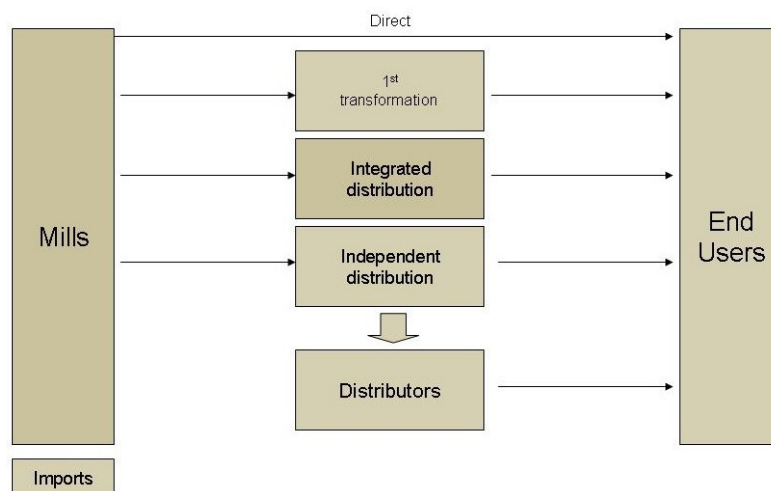 Direct
1st
transformation
Integrated
distribution
Mills
End
Users
Independent
distribution
Distributors
Imports